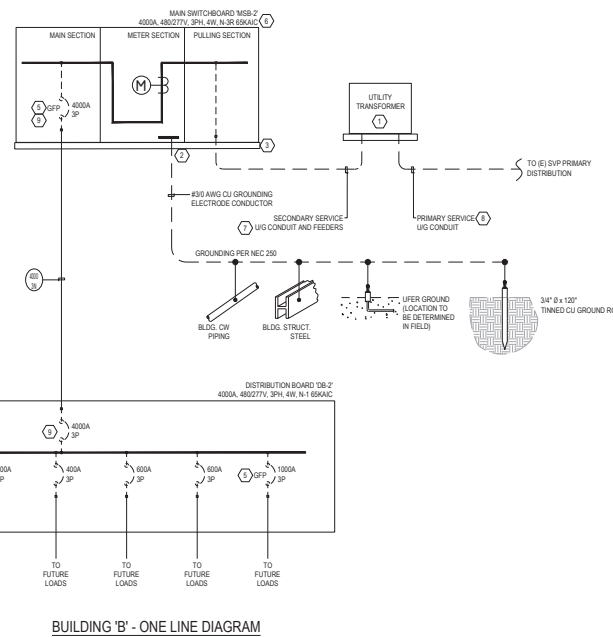 MAIN SWITCHBOARD 'MSB-2'
4000A, 480/277V, 3PH, 4W, N-3R 65KAIC
6
MAIN SECTION
METER SECTION
PULLING SECTION
M
5
GFP
9
4000A
3P
3
2
UTILITY
TRANSFORMER
1
TO (E) SVP PRIMARY
DISTRIBUTION
#3/0 AWG CU GROUNDING
ELECTRODE CONDUCTOR
SECONDARY SERVICE
7
U/G CONDUIT AND FEEDERS
PRIMARY SERVICE
U/G CONDUIT
8
GROUNDING PER NEC 250
4000
3N
BLDG. CW
PIPING
BLDG. STRUCT.
STEEL
UFER GROUND
(LOCATION TO
BE DETERMINED
IN FIELD)
3/4" Ø x 120"
TINNED CU GROUND RO
DISTRIBUTION BOARD 'DB-2'
4000A, 480/277V, 3PH, 4W, N-1 65KAIC
9
4000A
3P
00A
P
400A
3P
600A
3P
600A
3P
5
GFP
1000A
3P
TO
FUTURE
LOADS
TO
FUTURE
LOADS
TO
FUTURE
LOADS
TO
FUTURE
LOADS
BUILDING 'B' - ONE LINE DIAGRAM